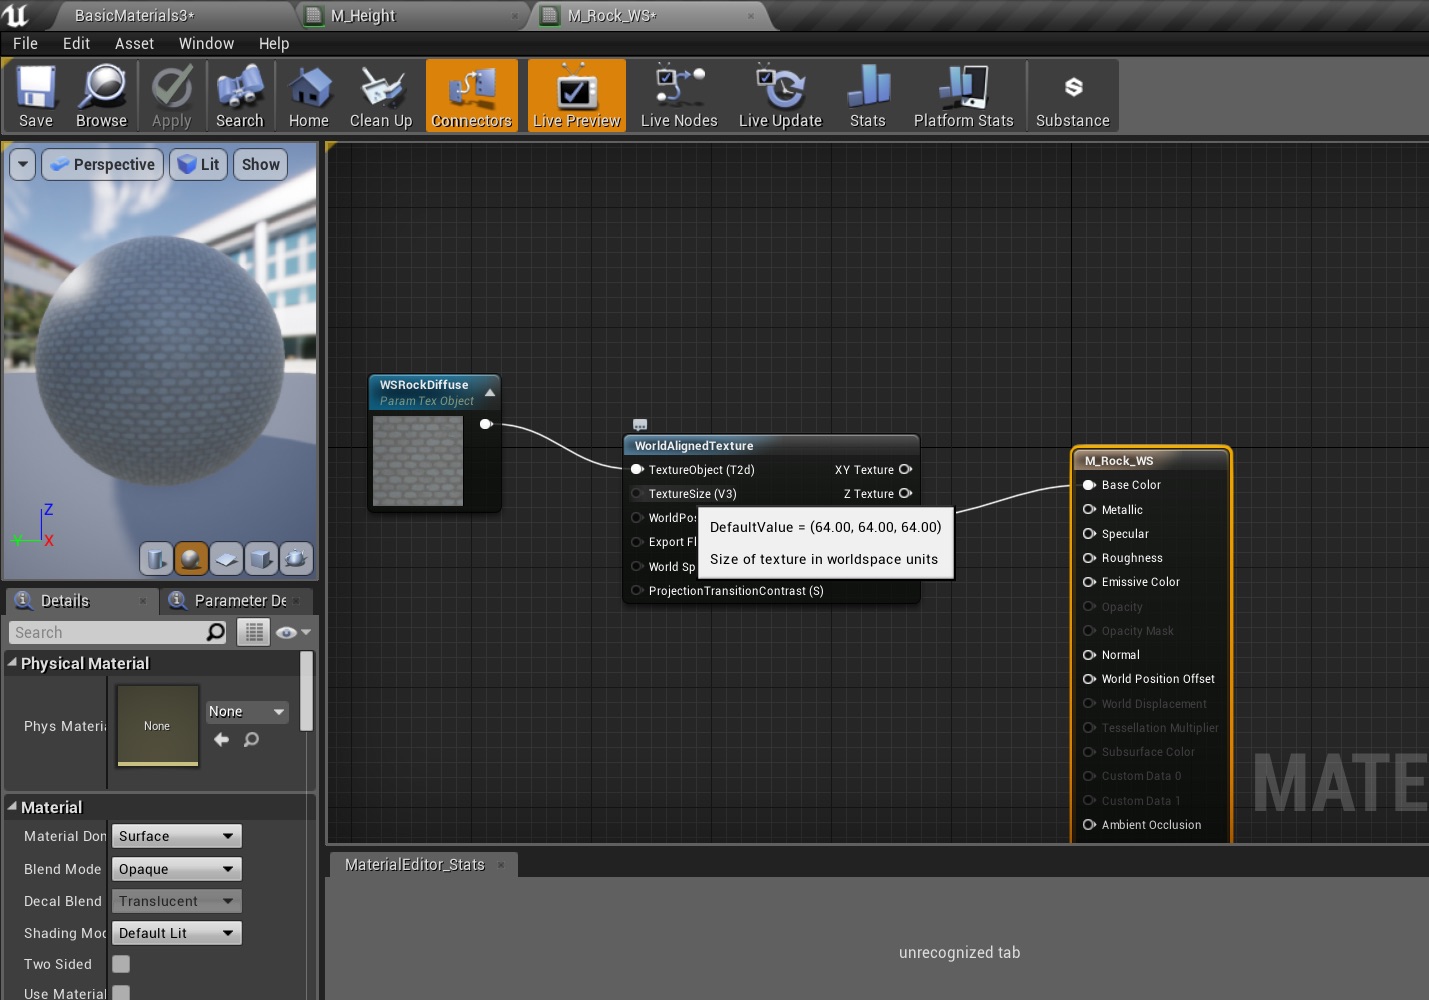 BasicMaterials3*
M_Height
M_Rock_WS*
File Edit Asset Window Help
Save Browse Apply Search Home Clean Up Connectors Live Preview Live Nodes Live Update Stats Platform Stats Substance
Perspective Lit Show
Z
Y X
Details
Parameter De
Search
Physical Material
Phys Materi
None
None
Material
Material Don Surface
Blend Mode Opaque
Decal Blend Translucent
Shading Mod Default Lit
Two Sided
Use Material
WSRockDiffuse
Param Tex Object
WorldAlignedTexture
TextureObject (T2d) XY Texture
TextureSize (V3) Z Texture
WorldPos
Export Fl
World Sp
ProjectionTransitionContrast (S)
DefaultValue = (64.00, 64.00, 64.00)
Size of texture in worldspace units
M_Rock_WS
Base Color
Metallic
Specular
Roughness
Emissive Color
Opacity
Opacity Mask
Normal
World Position Offset
World Displacement
Tessellation Multiplier
Subsurface Color
Custom Data 0
Custom Data 1
Ambient Occlusion
MATE
MaterialEditor_Stats
unrecognized tab